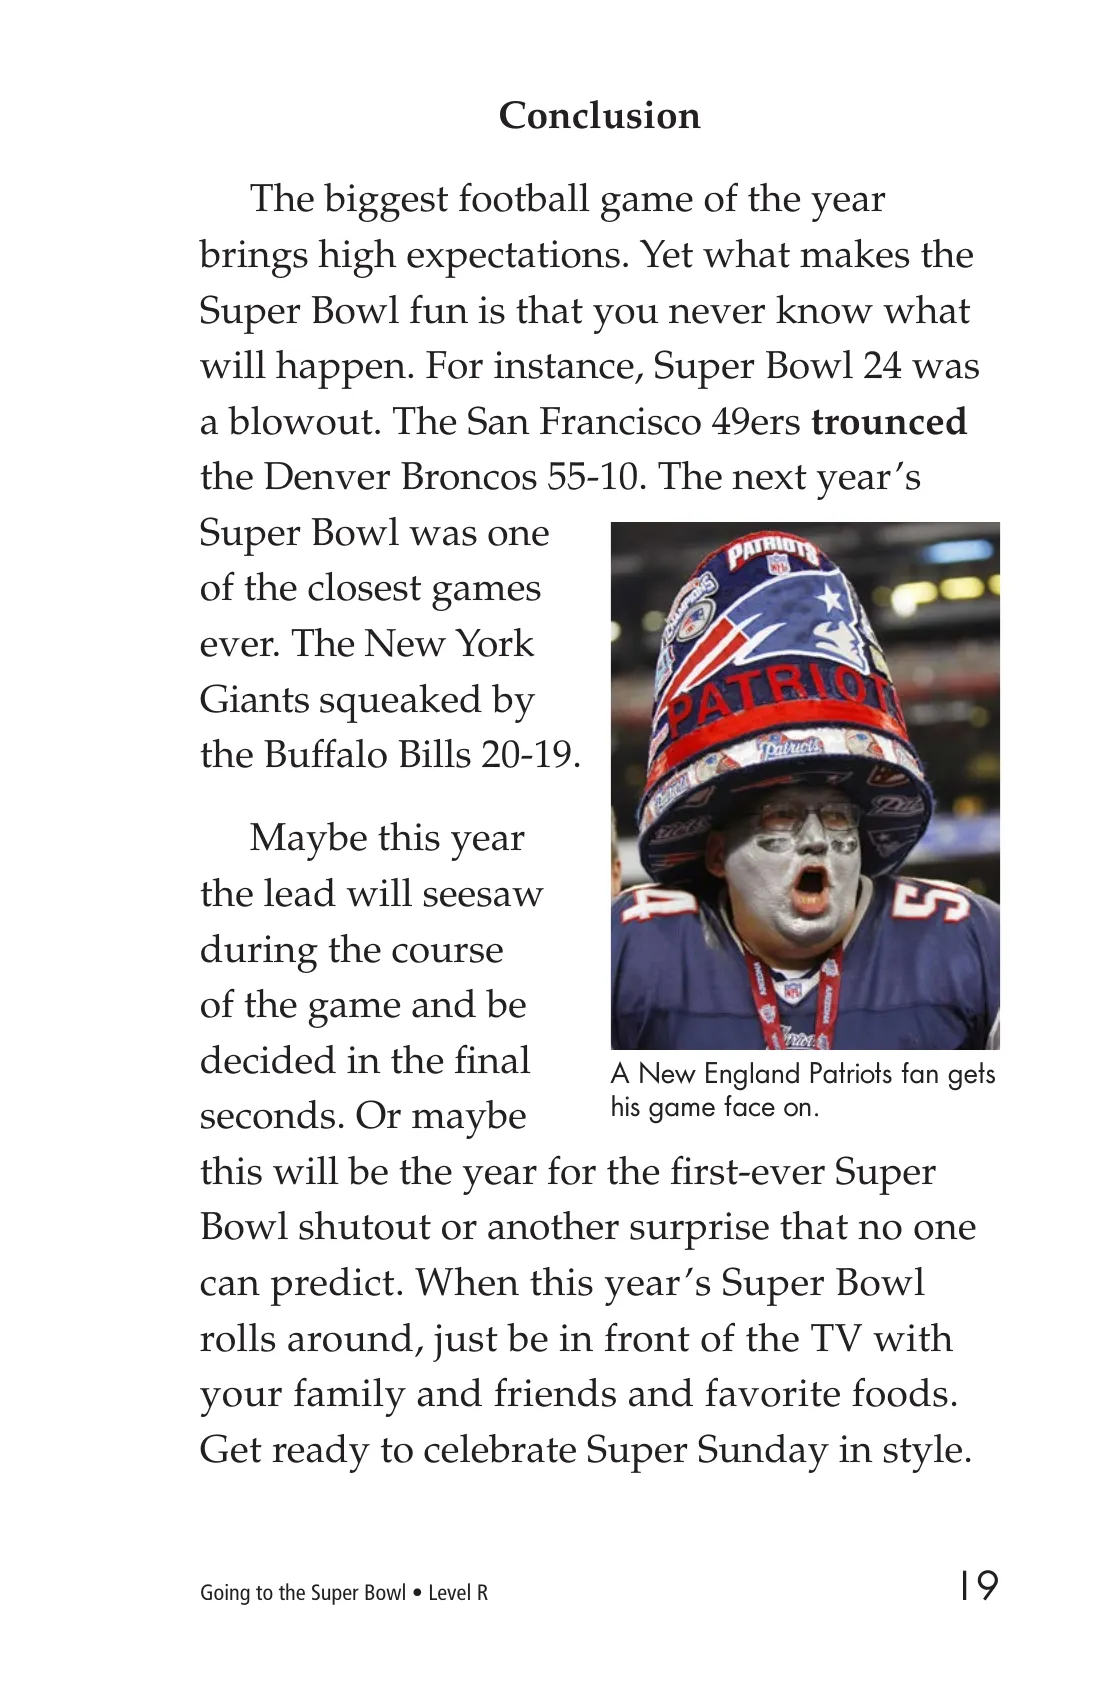 Conclusion
The biggest football game of the year
brings high expectations. Yet what makes the
Super Bowl fun is that you never know what
will happen. For instance, Super Bowl 24 was
a blowout. The San Francisco 49ers trounced
the Denver Broncos 55-10. The next year’s
Super Bowl was one
of the closest games
ever. The New York
Giants squeaked by
the Buffalo Bills 20-19.
Maybe this year
the lead will seesaw
during the course
of the game and be
decided in the final
seconds. Or maybe
this will be the year for the first-ever Super
Bowl shutout or another surprise that no one
can predict. When this year’s Super Bowl
rolls around, just be in front of the TV with
your family and friends and favorite foods.
Get ready to celebrate Super Sunday in style.
PATRIOTS
NFL
CHAMPIONS
PATRIOTS
Patriots
54
NFL
ARIZONA
Patriots
A New England Patriots fan gets
his game face on.
Going to the Super Bowl • Level R
19